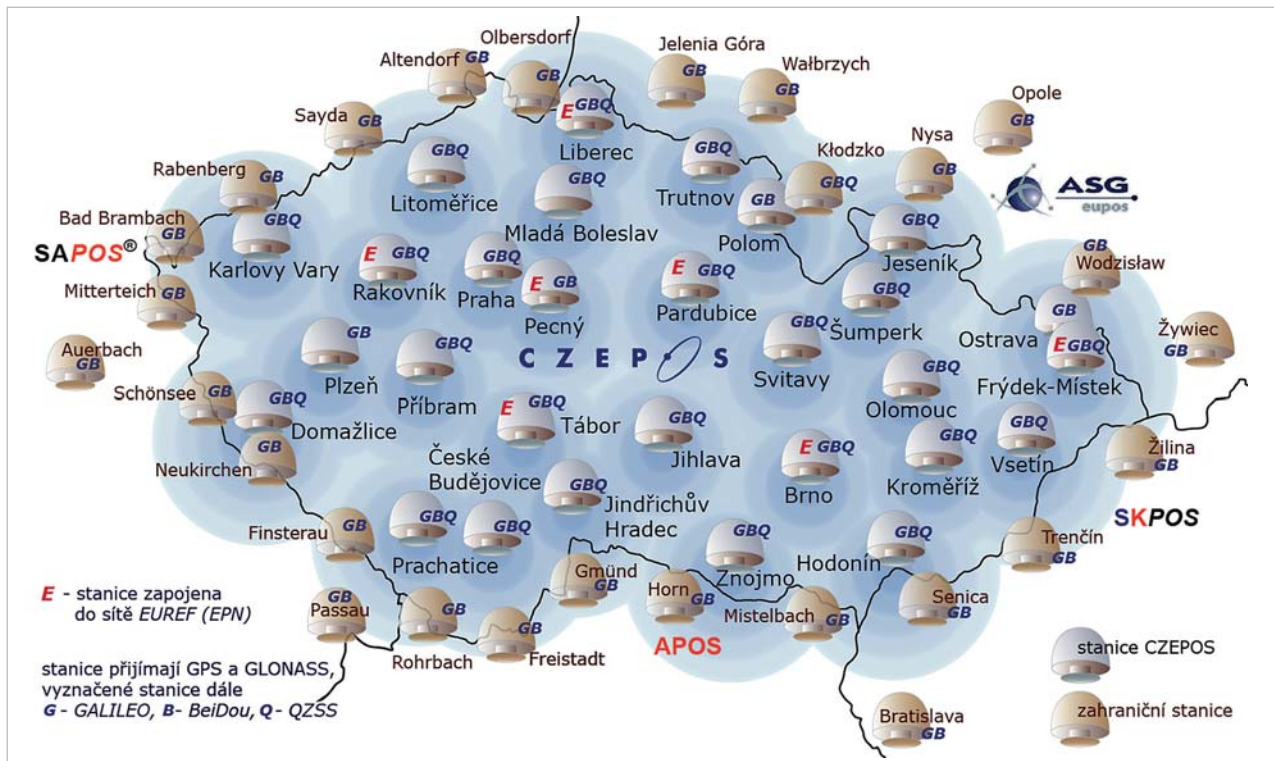 Olbersdorf
GB
Altendorf
GB
Jelenia Góra
GB
Wałbrzych
GB
Opole
GB
Sayda
GB
E GBQ
Liberec
GBQ
Litoměřice
GBQ
Mladá Boleslav
GBQ
Trutnov
Kłodzko
GBQ
Nysa
GB
ASG
eupos
Rabenberg
GB
Bad Brambach
GB
SAPOS®
GBQ
Karlovy Vary
E GBQ
Rakovník
GBQ
Praha
E GB
Pecný
E GBQ
Pardubice
GB
Polom
GBQ
Jeseník
GBQ
Šumperk
GB
Wodzisław
GB
Ostrava
E GBQ
Frýdek-Místek
Żywiec
GB
Mitterteich
GB
Auerbach
GB
Schönsee
GB
GB
Plzeň
GBQ
Příbram
CZEPOS
GBQ
Svitavy
GBQ
Olomouc
GBQ
Domažlice
E GBQ
Tábor
GBQ
Jihlava
E GBQ
Brno
GBQ
Kroměříž
GBQ
Vsetín
Žilina
GB
SKPOS
Neukirchen
GB
České
Budějovice
GBQ
GBQ
Jindřichův
Hradec
GBQ
Prachatice
Finsterau
GB
GBQ
Znojmo
Hodonín
GBQ
Trenčín
GB
Gmünd
GB
Horn
GB
APOS
Mistelbach
GB
Senica
GB
E - stanice zapojena
do sítě EUREF (EPN)
GB
Passau
GB
Rohrbach
GB
Freistadt
stanice přijímají GPS a GLONASS,
vyznačené stanice dále
G - GALILEO, B - BeiDou, Q - QZSS
Bratislava
GB
stanice CZEPOS
zahraniční stanice